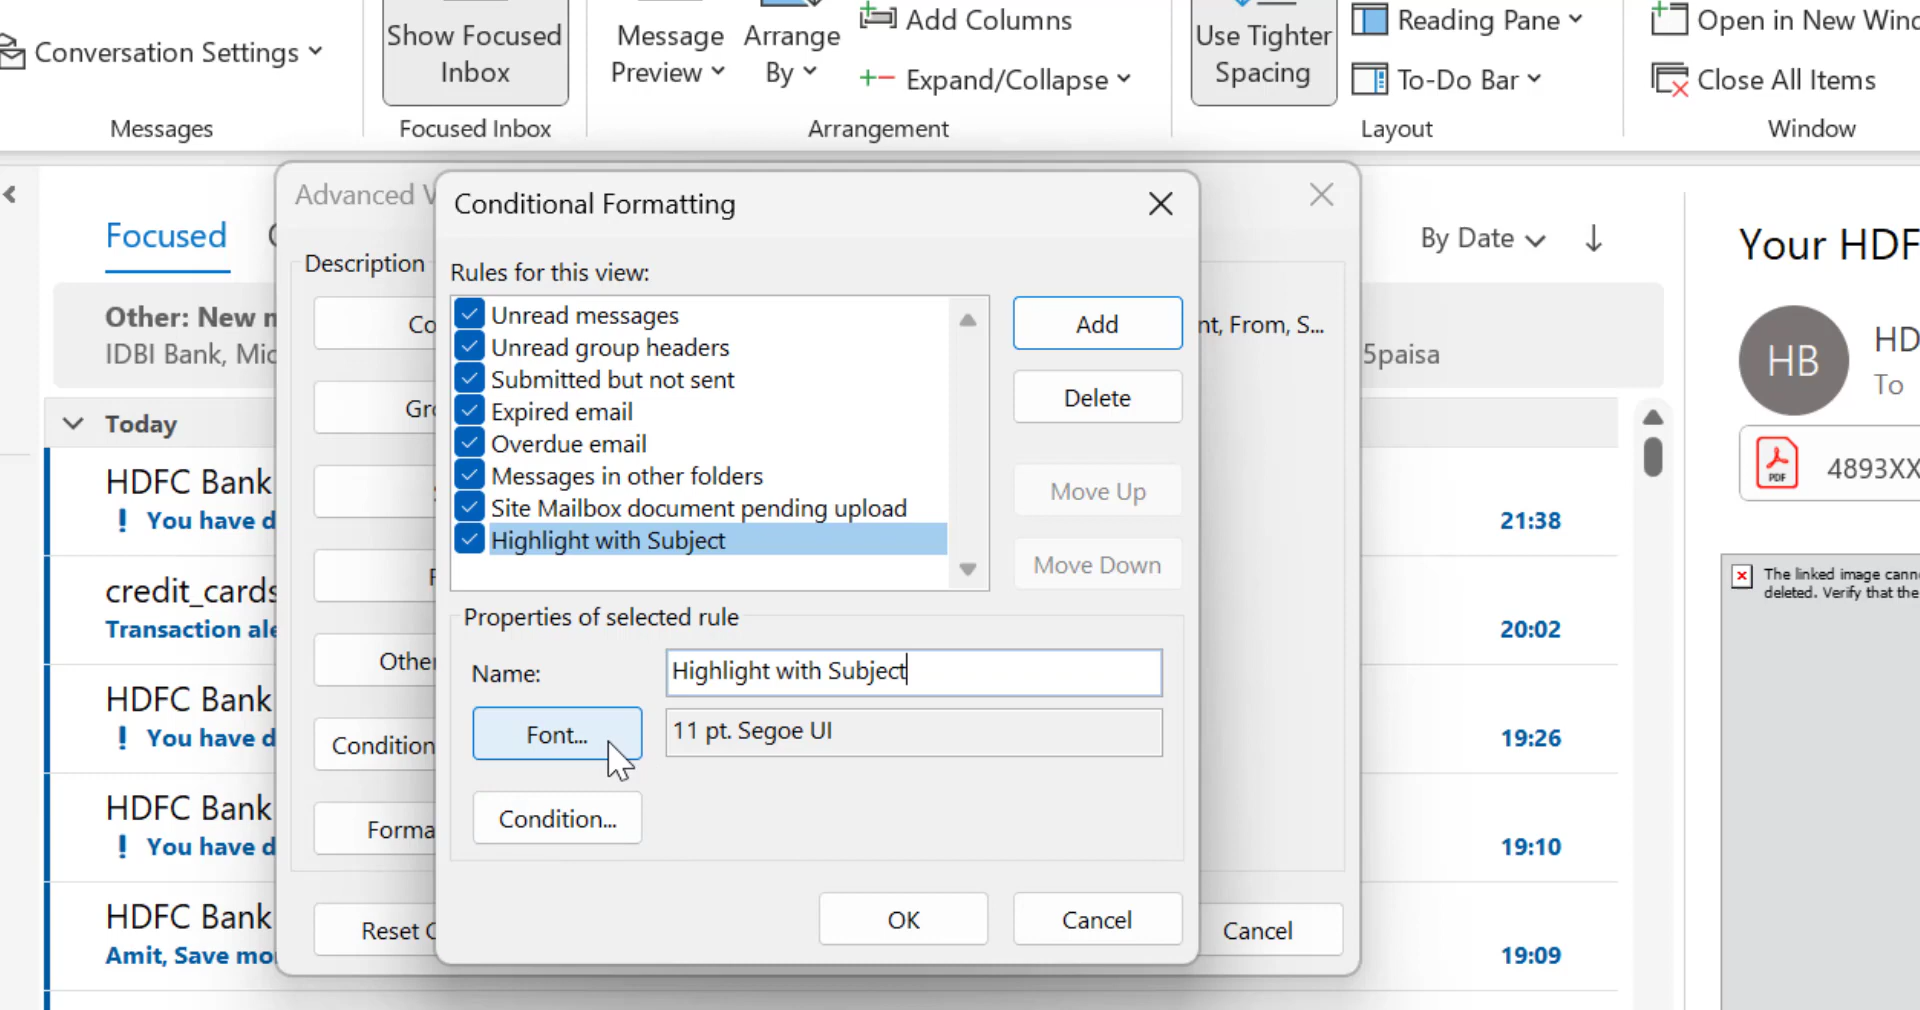 Conversation Settings
Messages
Show Focused
Inbox
Focused Inbox
Message
Preview
Arrange
By
Add Columns
Expand/Collapse
Arrangement
Use Tighter
Spacing
Reading Pane
To-Do Bar
Layout
Open in New Wind
Close All Items
Window
Focused
By Date
Other: New m
IDBI Bank, Mic
5paisa
Today
HDFC Bank
! You have d
21:38
credit_cards
Transaction ale
20:02
HDFC Bank
! You have d
19:26
HDFC Bank
! You have d
19:10
HDFC Bank
Amit, Save mo
19:09
Advanced V
Description
Co
nt, From, S...
Gro
Other
Condition
Forma
Reset C
Cancel
Conditional Formatting
Rules for this view:
Unread messages
Unread group headers
Submitted but not sent
Expired email
Overdue email
Messages in other folders
Site Mailbox document pending upload
Highlight with Subject
Add
Delete
Move Up
Move Down
Properties of selected rule
Name:
Highlight with Subject
Font...
11 pt. Segoe UI
Condition...
OK
Cancel
Your HDF
HB
HD
To
PDF
4893XX
The linked image canno
deleted. Verify that the